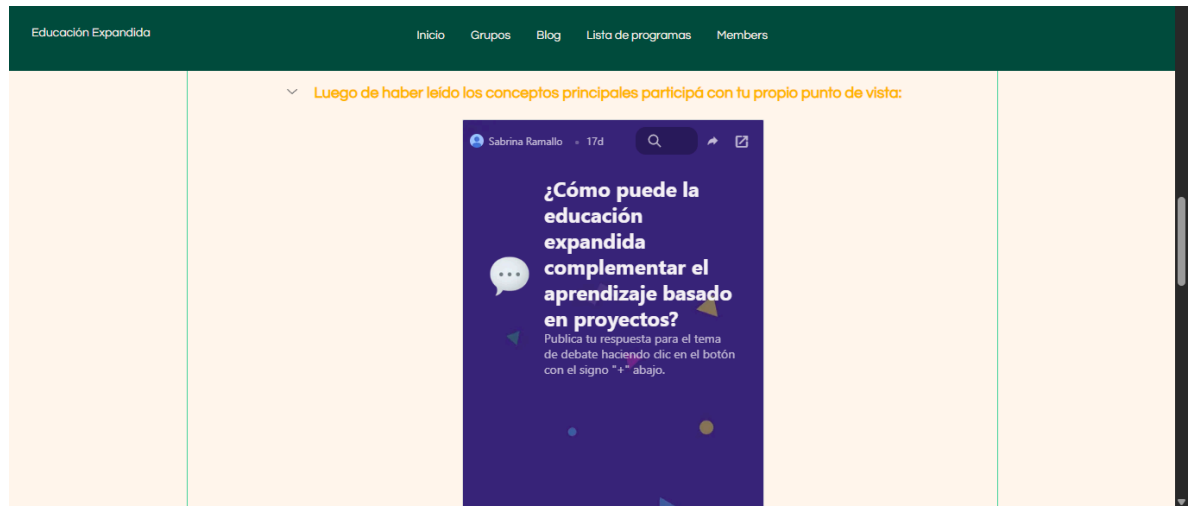 Educación Expandida
Inicio Grupos Blog Lista de programas Members
Luego de haber leído los conceptos principales participá con tu propio punto de vista:
Sabrina Ramallo • 17d
¿Cómo puede la
educación
expandida
complementar el
aprendizaje basado
en proyectos?
Publica tu respuesta para el tema
de debate haciendo clic en el botón
con el signo "+" abajo.